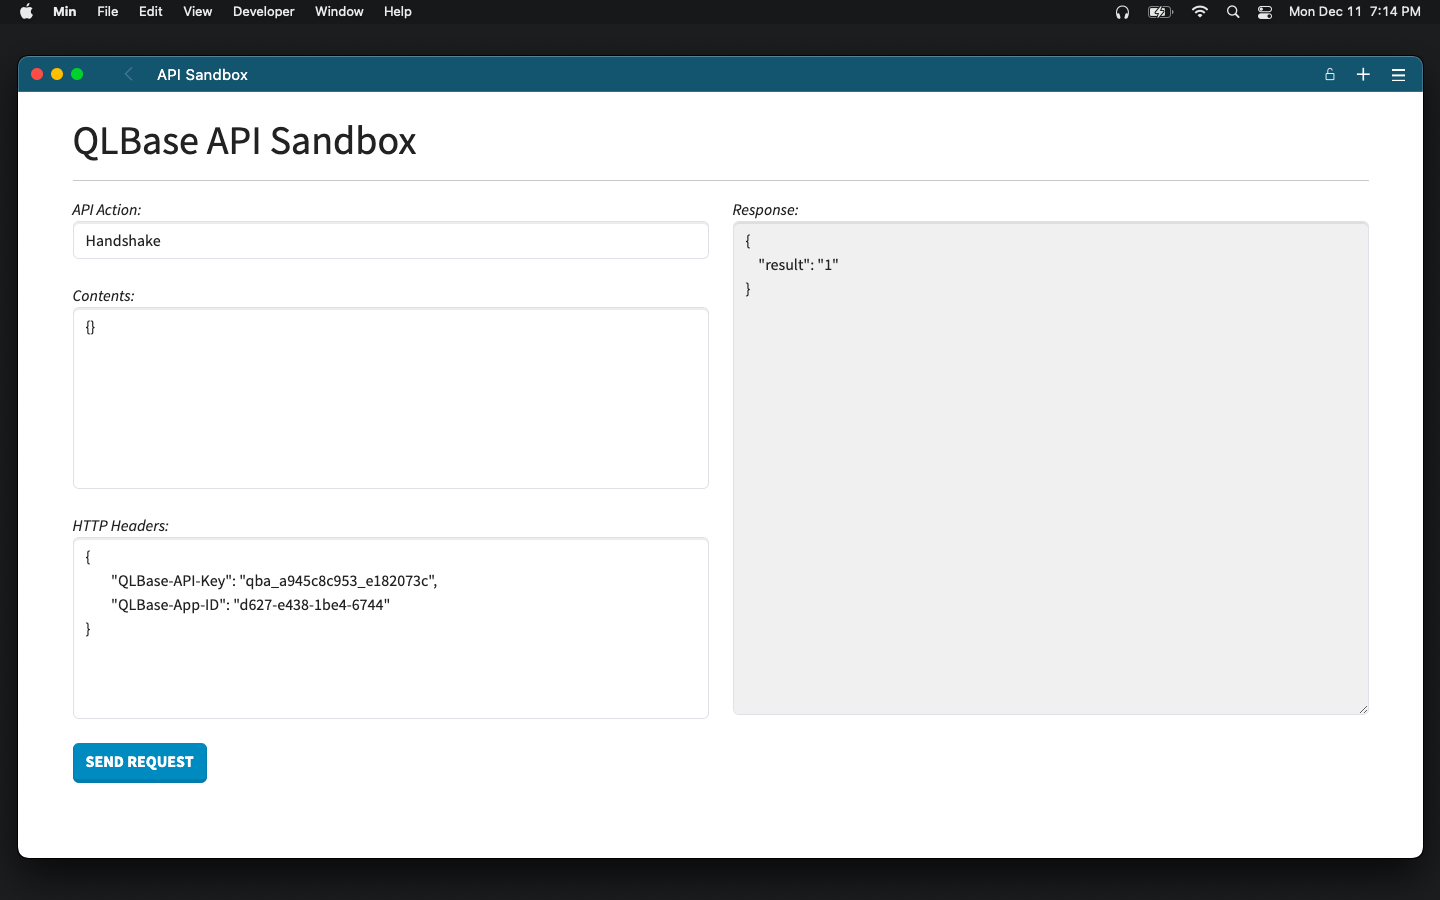 Min File Edit View Developer Window Help Mon Dec 11 7:14 PM
API Sandbox
QLBase API Sandbox
API Action:
Handshake
Contents:
{}
HTTP Headers:
{
"QLBase-API-Key": "qba_a945c8c953_e182073c",
"QLBase-App-ID": "d627-e438-1be4-6744"
}
SEND REQUEST
Response:
{
"result": "1"
}